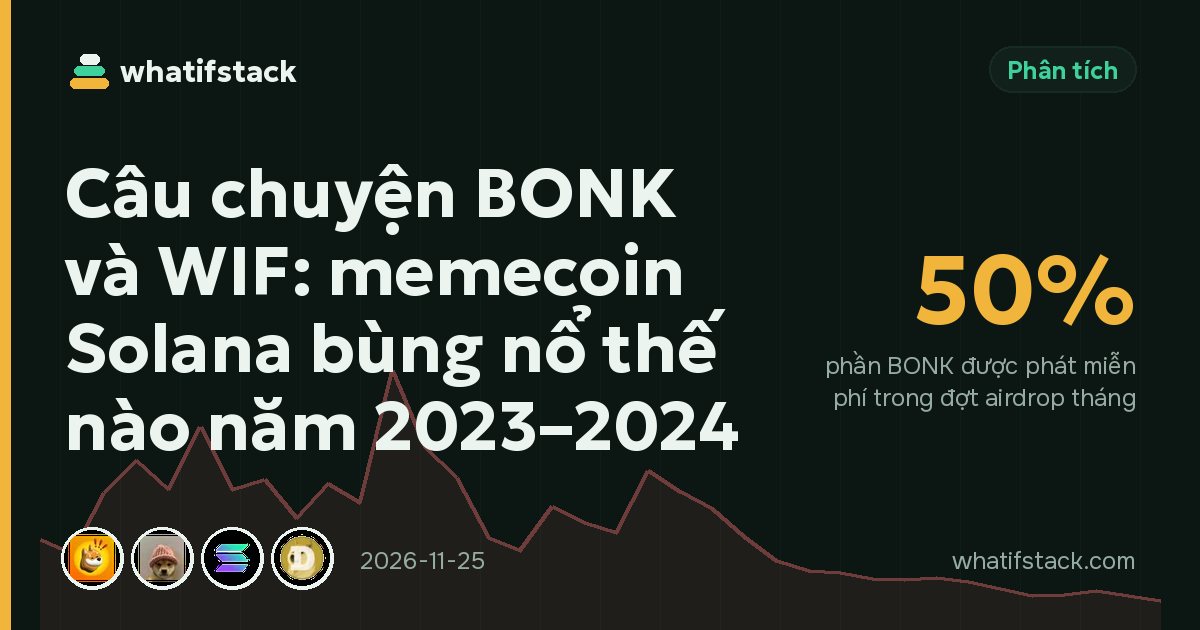 whatifstack
Phân tích
Câu chuyện BONK
và WIF: memecoin
Solana bùng nổ thế
nào năm 2023–2024
50%
phần BONK được phát miễn
phí trong đợt airdrop tháng
2026-11-25
whatifstack.com